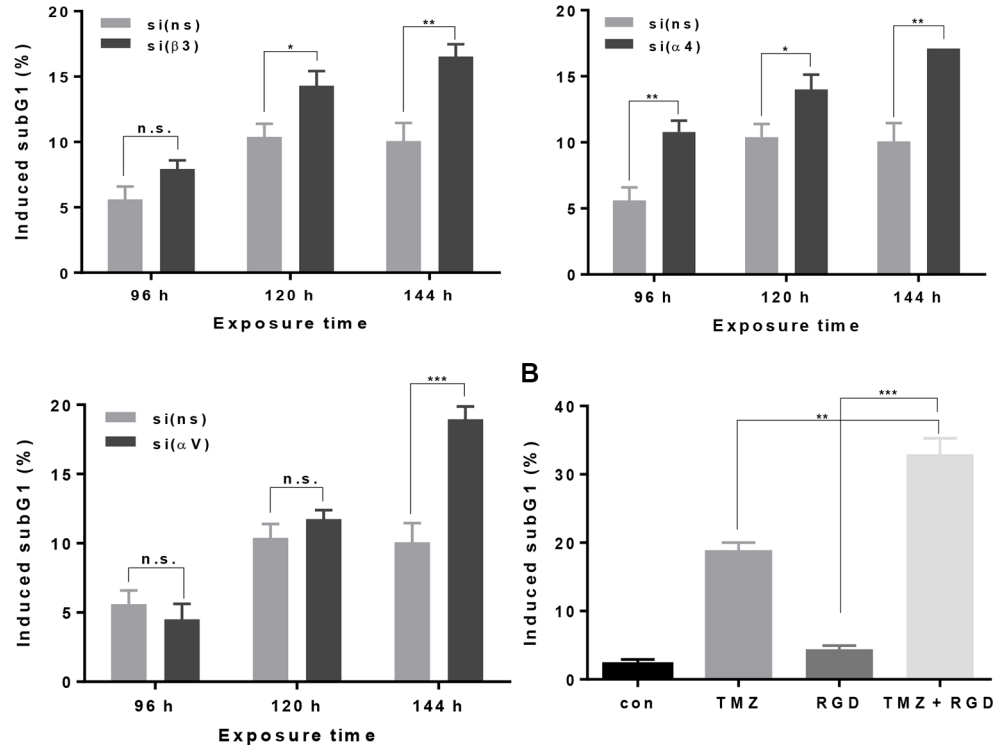 si(ns)
si(β3)
Induced subG1 (%)
20
15
10
5
0
n.s.
*
**
96 h
120 h
144 h
Exposure time
si(ns)
si(α4)
20
15
10
5
0
**
*
**
96 h
120 h
144 h
Exposure time
si(ns)
si(αV)
Induced subG1 (%)
20
15
10
5
0
n.s.
n.s.
***
96 h
120 h
144 h
Exposure time
B
Induced subG1 (%)
40
30
20
10
0
**
***
con
TMZ
RGD
TMZ + RGD